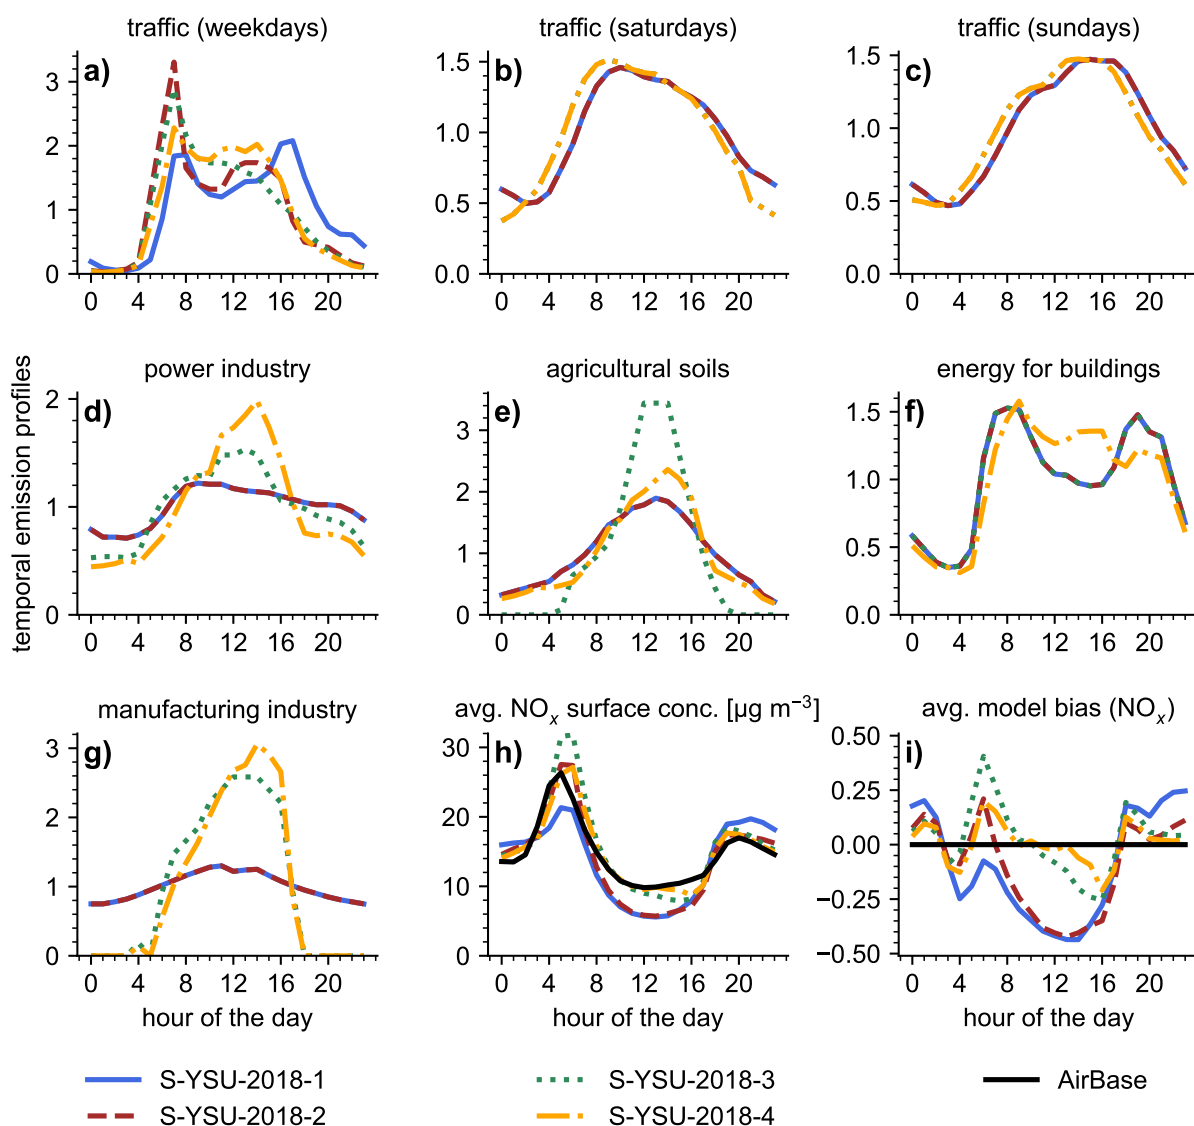 traffic (weekdays)
traffic (saturdays)
traffic (sundays)
a)
b)
c)
3
2
1
0
1.5
1.0
0.5
0.0
1.5
1.0
0.5
0.0
0 4 8 12 16 20
0 4 8 12 16 20
0 4 8 12 16 20
temporal emission profiles
power industry
agricultural soils
energy for buildings
d)
e)
f)
2
1
0
3
2
1
0
1.5
1.0
0.5
0.0
0 4 8 12 16 20
0 4 8 12 16 20
0 4 8 12 16 20
manufacturing industry
avg. NOx surface conc. [µg m−3]
avg. model bias (NOx)
g)
h)
i)
3
2
1
0
30
20
10
0
0.50
0.25
0.00
−0.25
−0.50
0 4 8 12 16 20
0 4 8 12 16 20
0 4 8 12 16 20
hour of the day
hour of the day
hour of the day
S-YSU-2018-1
S-YSU-2018-2
S-YSU-2018-3
S-YSU-2018-4
AirBase